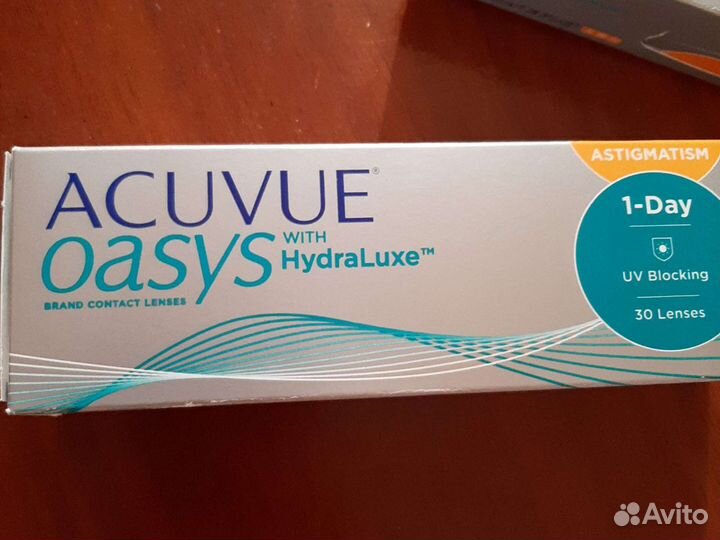 ACUVUE®
oasys WITH HydraLuxe™
BRAND CONTACT LENSES
ASTIGMATISM
1-Day
UV Blocking
30 Lenses
Avito